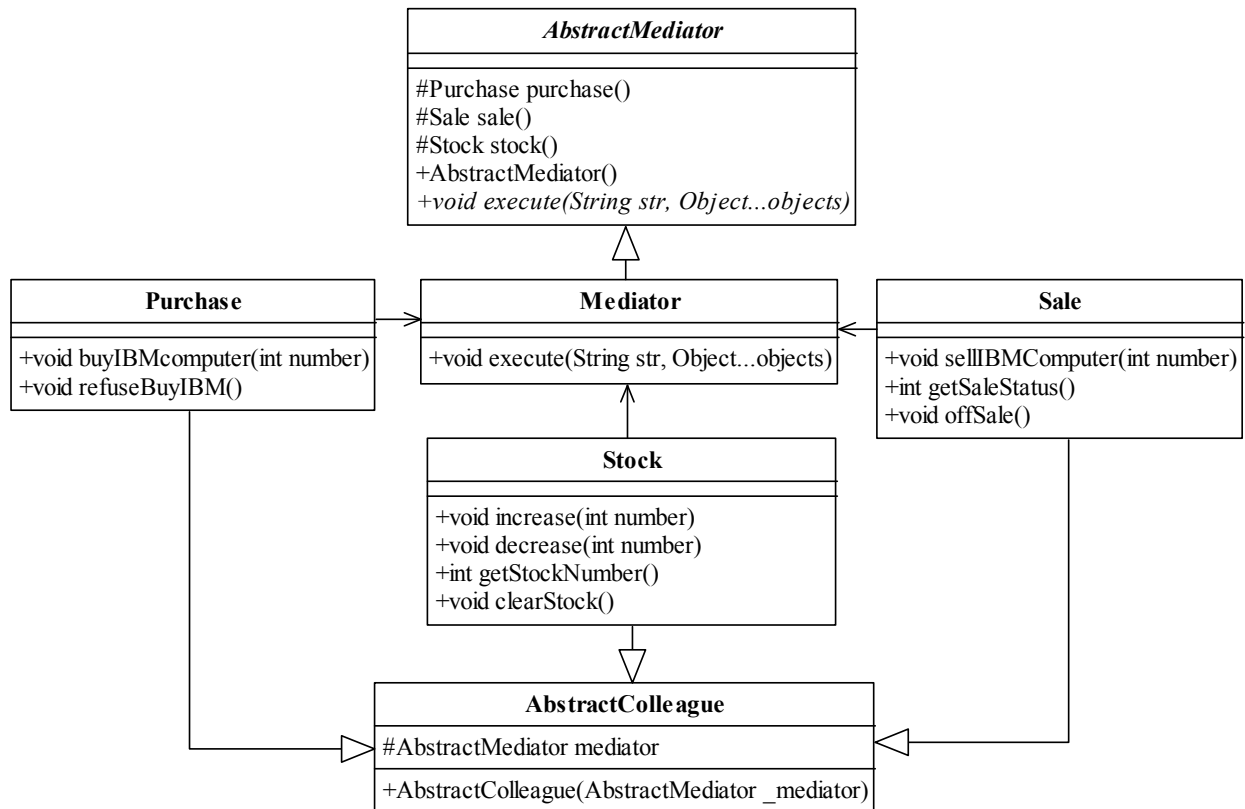 AbstractMediator
#Purchase purchase()
#Sale sale()
#Stock stock()
+AbstractMediator()
+void execute(String str, Object...objects)
Purchase
+void buyIBMcomputer(int number)
+void refuseBuyIBM()
Mediator
+void execute(String str, Object...objects)
Sale
+void sellIBMComputer(int number)
+int getSaleStatus()
+void offSale()
Stock
+void increase(int number)
+void decrease(int number)
+int getStockNumber()
+void clearStock()
AbstractColleague
#AbstractMediator mediator
+AbstractColleague(AbstractMediator _mediator)